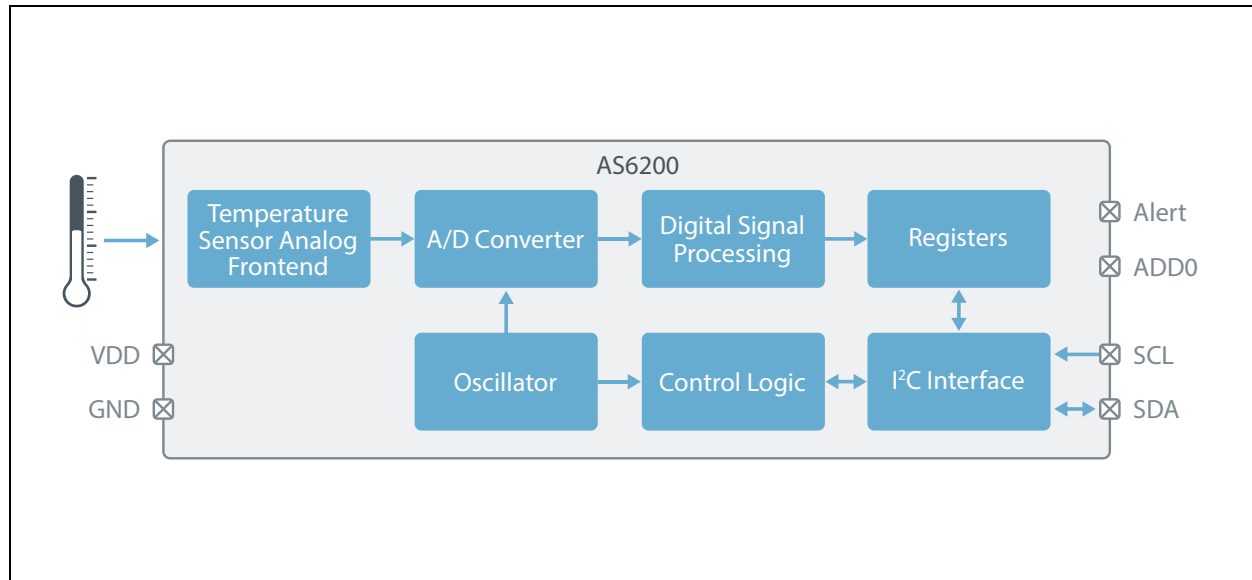 AS6200
Temperature
Sensor Analog
Frontend
A/D Converter
Digital Signal
Processing
Registers
Alert
ADD0
VDD
GND
Oscillator
Control Logic
I²C Interface
SCL
SDA